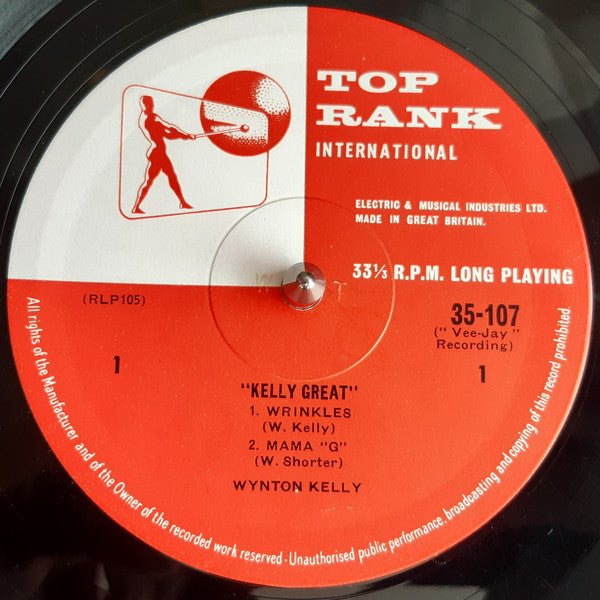 TOP
RANK
INTERNATIONAL
ELECTRIC & MUSICAL INDUSTRIES LTD.
MADE IN GREAT BRITAIN.
33⅓ R.P.M. LONG PLAYING
(RLP105)
35-107
("Vee-Jay"
Recording)
1
1
"KELLY GREAT"
1. WRINKLES
(W. Kelly)
2. MAMA "G"
(W. Shorter)
WYNTON KELLY
All rights of the Manufacturer and of the Owner of the recorded work reserved · Unauthorised public performance, broadcasting and copying of this record prohibited